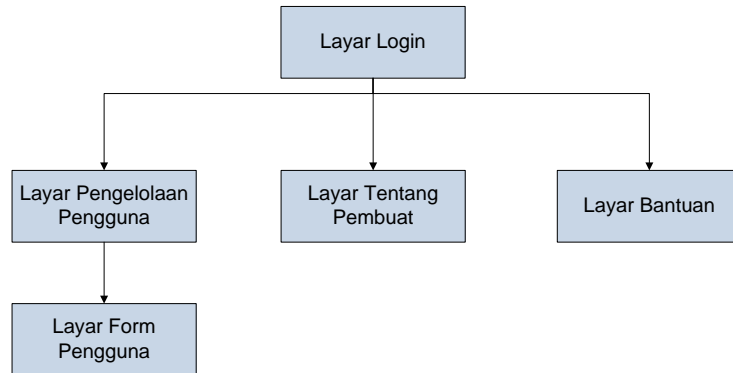 Layar Login
Layar Pengelolaan
Pengguna
Layar Tentang
Pembuat
Layar Bantuan
Layar Form
Pengguna